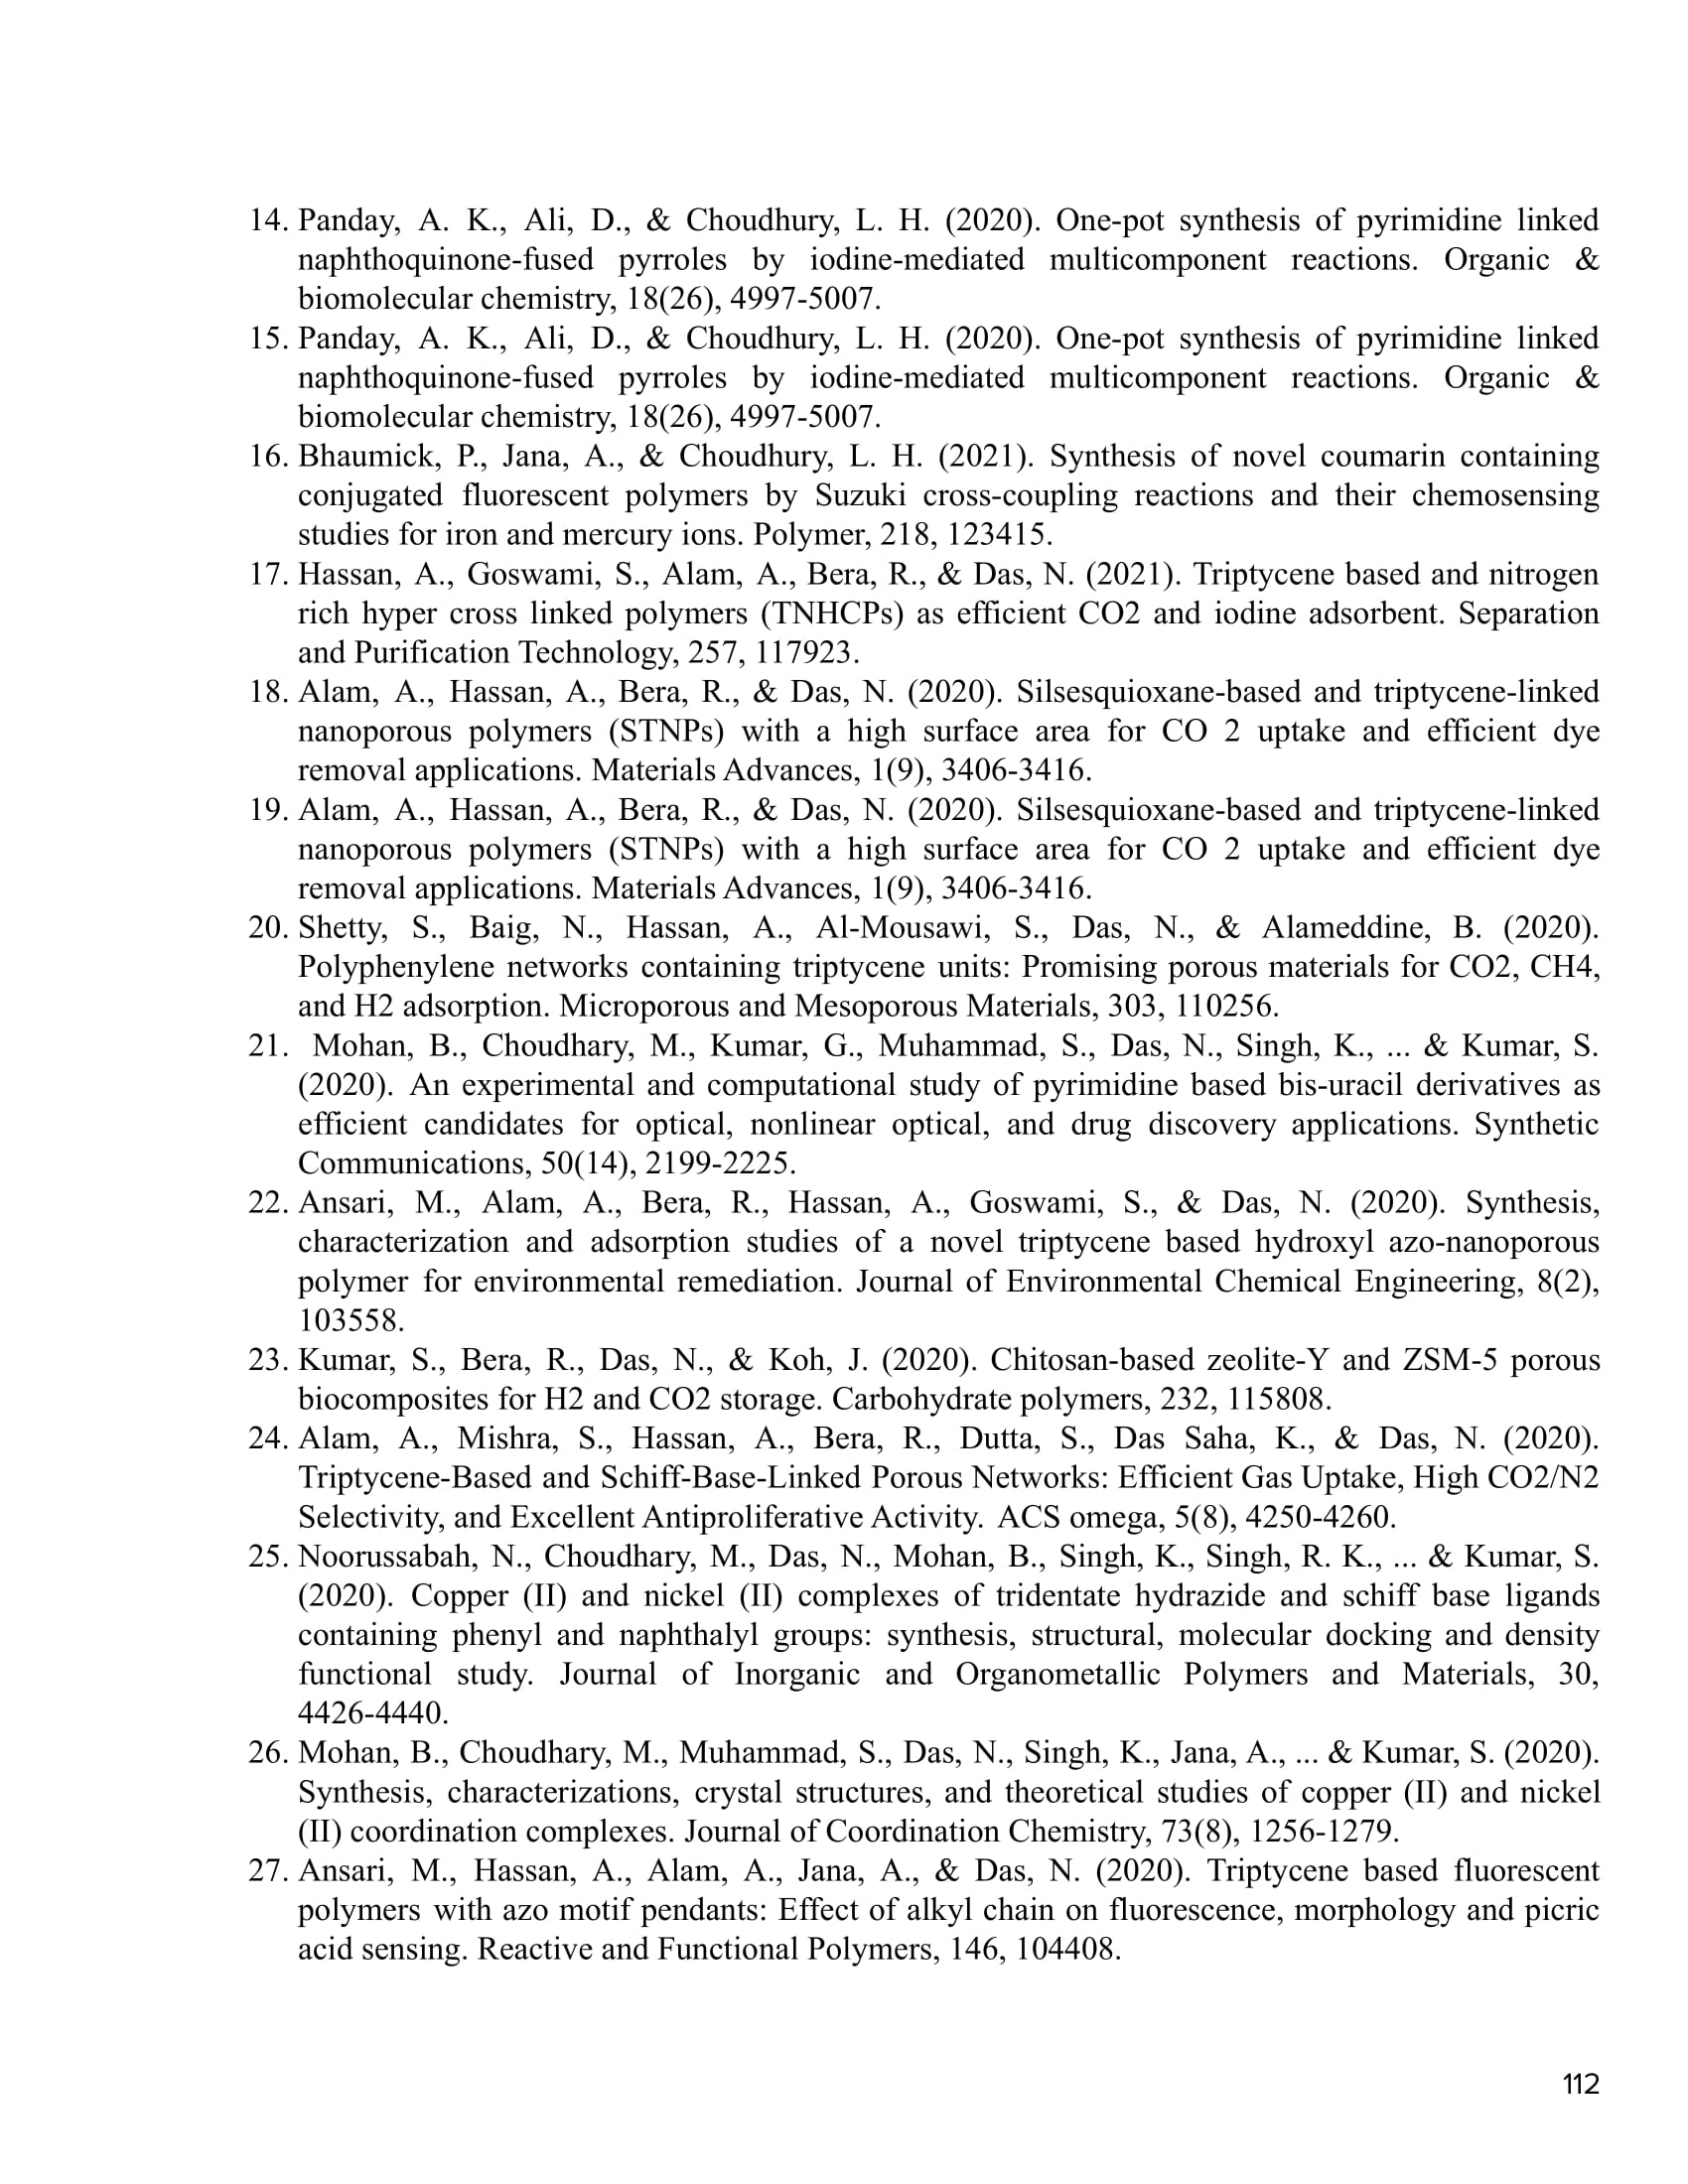 14. Panday, A. K., Ali, D., & Choudhury, L. H. (2020). One-pot synthesis of pyrimidine linked
naphthoquinone-fused pyrroles by iodine-mediated multicomponent reactions. Organic &
biomolecular chemistry, 18(26), 4997-5007.
15. Panday, A. K., Ali, D., & Choudhury, L. H. (2020). One-pot synthesis of pyrimidine linked
naphthoquinone-fused pyrroles by iodine-mediated multicomponent reactions. Organic &
biomolecular chemistry, 18(26), 4997-5007.
16. Bhaumick, P., Jana, A., & Choudhury, L. H. (2021). Synthesis of novel coumarin containing
conjugated fluorescent polymers by Suzuki cross-coupling reactions and their chemosensing
studies for iron and mercury ions. Polymer, 218, 123415.
17. Hassan, A., Goswami, S., Alam, A., Bera, R., & Das, N. (2021). Triptycene based and nitrogen
rich hyper cross linked polymers (TNHCPs) as efficient CO2 and iodine adsorbent. Separation
and Purification Technology, 257, 117923.
18. Alam, A., Hassan, A., Bera, R., & Das, N. (2020). Silsesquioxane-based and triptycene-linked
nanoporous polymers (STNPs) with a high surface area for CO 2 uptake and efficient dye
removal applications. Materials Advances, 1(9), 3406-3416.
19. Alam, A., Hassan, A., Bera, R., & Das, N. (2020). Silsesquioxane-based and triptycene-linked
nanoporous polymers (STNPs) with a high surface area for CO 2 uptake and efficient dye
removal applications. Materials Advances, 1(9), 3406-3416.
20. Shetty, S., Baig, N., Hassan, A., Al-Mousawi, S., Das, N., & Alameddine, B. (2020).
Polyphenylene networks containing triptycene units: Promising porous materials for CO2, CH4,
and H2 adsorption. Microporous and Mesoporous Materials, 303, 110256.
21. Mohan, B., Choudhary, M., Kumar, G., Muhammad, S., Das, N., Singh, K., ... & Kumar, S.
(2020). An experimental and computational study of pyrimidine based bis-uracil derivatives as
efficient candidates for optical, nonlinear optical, and drug discovery applications. Synthetic
Communications, 50(14), 2199-2225.
22. Ansari, M., Alam, A., Bera, R., Hassan, A., Goswami, S., & Das, N. (2020). Synthesis,
characterization and adsorption studies of a novel triptycene based hydroxyl azo-nanoporous
polymer for environmental remediation. Journal of Environmental Chemical Engineering, 8(2),
103558.
23. Kumar, S., Bera, R., Das, N., & Koh, J. (2020). Chitosan-based zeolite-Y and ZSM-5 porous
biocomposites for H2 and CO2 storage. Carbohydrate polymers, 232, 115808.
24. Alam, A., Mishra, S., Hassan, A., Bera, R., Dutta, S., Das Saha, K., & Das, N. (2020).
Triptycene-Based and Schiff-Base-Linked Porous Networks: Efficient Gas Uptake, High CO2/N2
Selectivity, and Excellent Antiproliferative Activity. ACS omega, 5(8), 4250-4260.
25. Noorussabah, N., Choudhary, M., Das, N., Mohan, B., Singh, K., Singh, R. K., ... & Kumar, S.
(2020). Copper (II) and nickel (II) complexes of tridentate hydrazide and schiff base ligands
containing phenyl and naphthalyl groups: synthesis, structural, molecular docking and density
functional study. Journal of Inorganic and Organometallic Polymers and Materials, 30,
4426-4440.
26. Mohan, B., Choudhary, M., Muhammad, S., Das, N., Singh, K., Jana, A., ... & Kumar, S. (2020).
Synthesis, characterizations, crystal structures, and theoretical studies of copper (II) and nickel
(II) coordination complexes. Journal of Coordination Chemistry, 73(8), 1256-1279.
27. Ansari, M., Hassan, A., Alam, A., Jana, A., & Das, N. (2020). Triptycene based fluorescent
polymers with azo motif pendants: Effect of alkyl chain on fluorescence, morphology and picric
acid sensing. Reactive and Functional Polymers, 146, 104408.
112